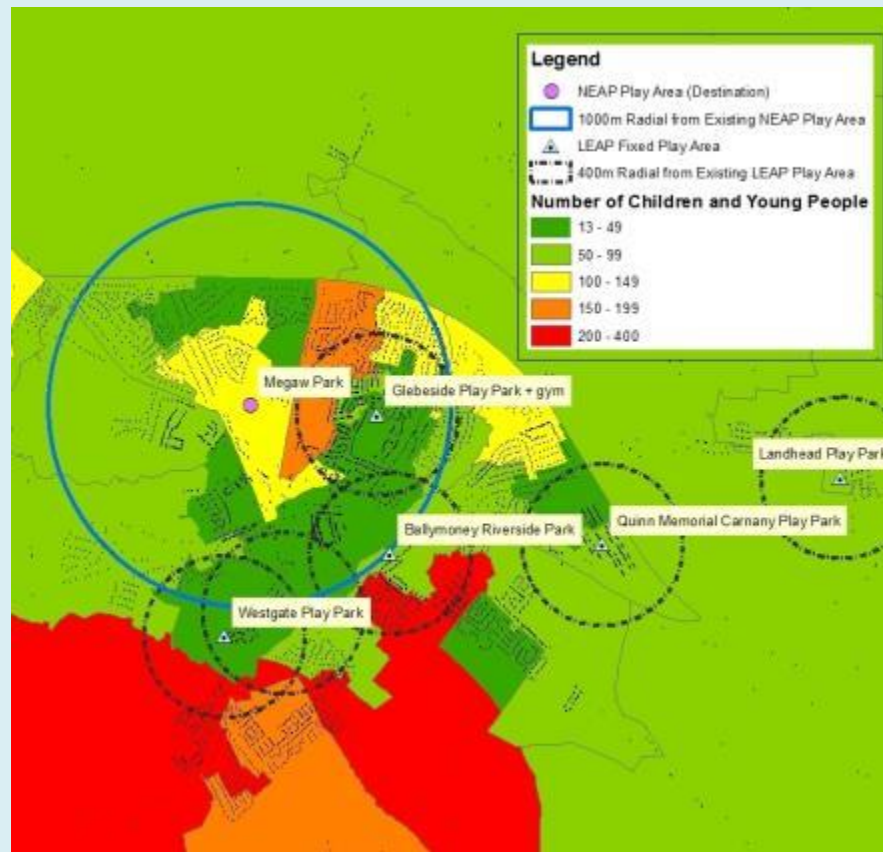 Legend
NEAP Play Area (Destination)
1000m Radial from Existing NEAP Play Area
LEAP Fixed Play Area
400m Radial from Existing LEAP Play Area
Number of Children and Young People
13 - 49
50 - 99
100 - 149
150 - 199
200 - 400
Megaw Park
Glebeside Play Park + gym
Landhead Play Park
Ballymoney Riverside Park
Quinn Memorial Carnany Play Park
Westgate Play Park